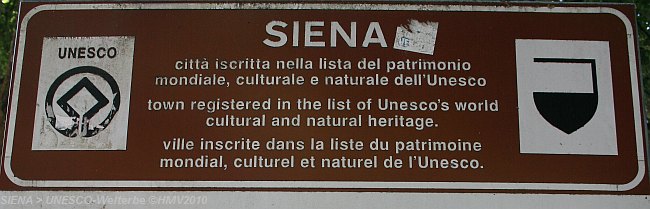 SIENA
UNESCO
città iscritta nella lista del patrimonio
mondiale, culturale e naturale dell'Unesco
town registered in the list of Unesco's world
cultural and natural heritage.
ville inscrite dans la liste du patrimoine
mondial, culturel et naturel de l'Unesco.
SIENA > UNESCO-Welterbe ©HMV2010